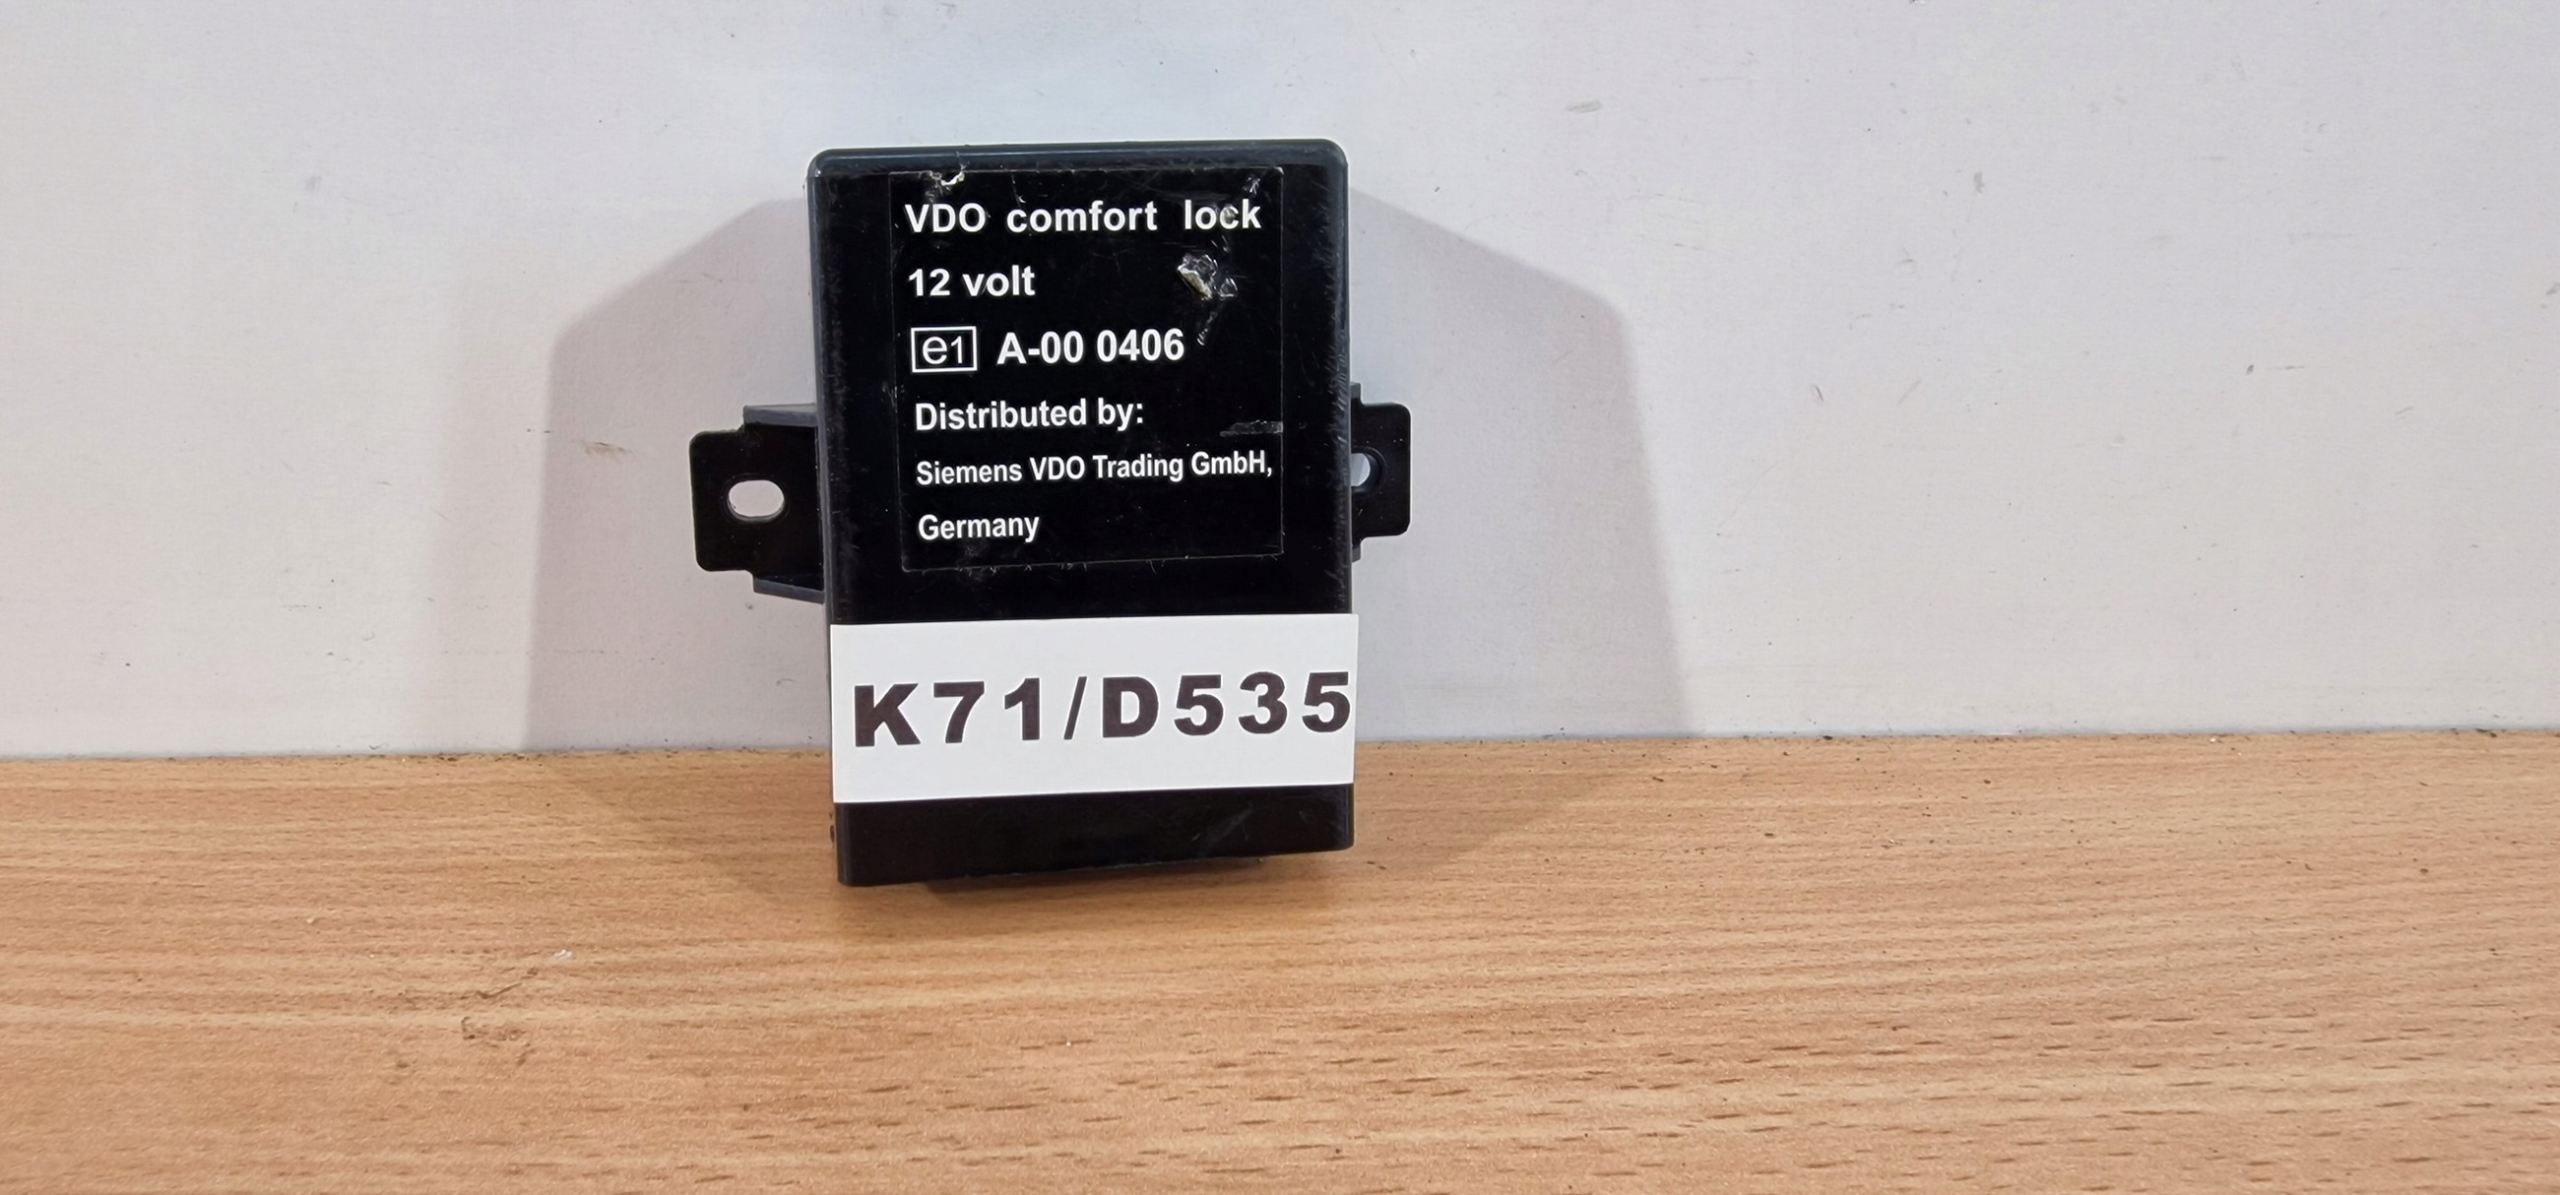 VDO comfort lock
12 volt
e1 A-00 0406
Distributed by:
Siemens VDO Trading GmbH,
Germany
K71/D535